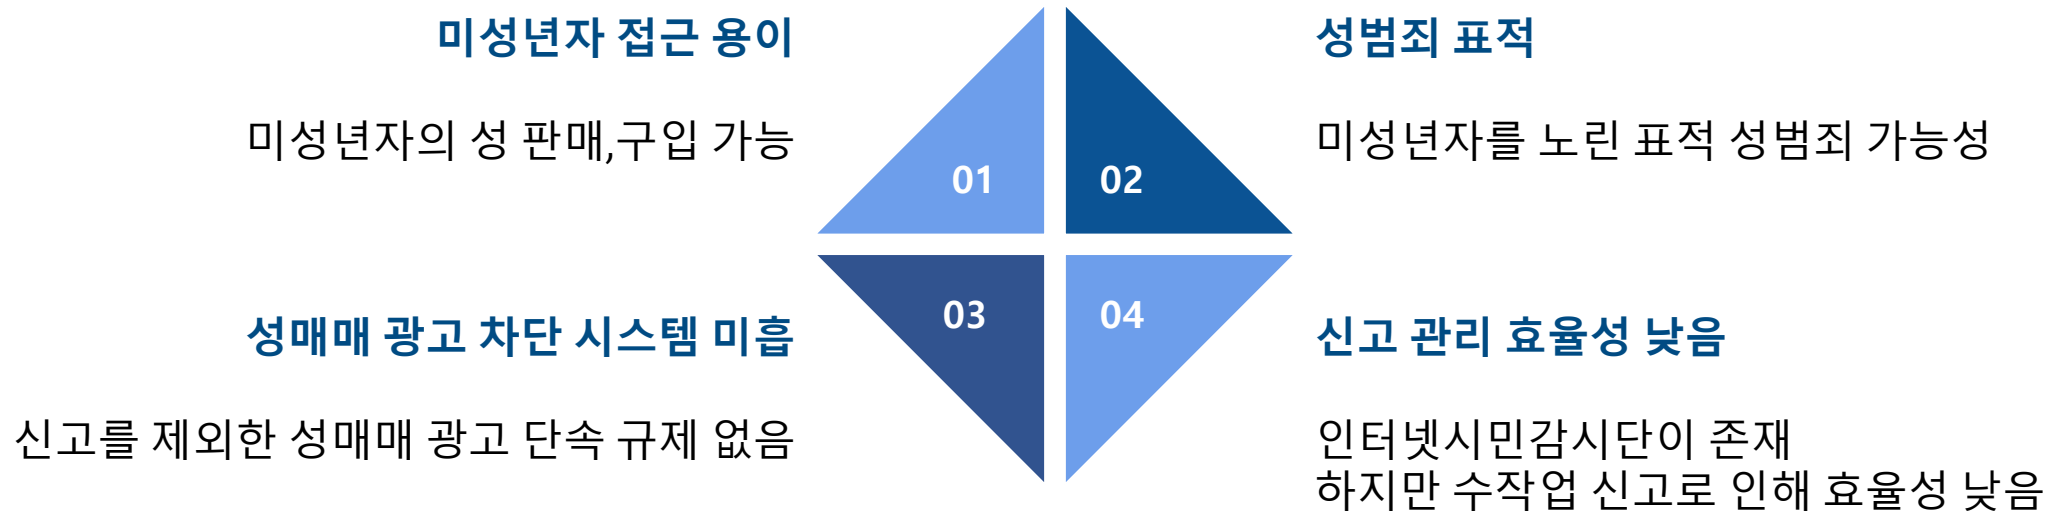 미성년자 접근 용이
미성년자의 성 판매,구입 가능
01
성범죄 표적
미성년자를 노린 표적 성범죄 가능성
02
성매매 광고 차단 시스템 미흡
신고를 제외한 성매매 광고 단속 규제 없음
03
신고 관리 효율성 낮음
인터넷시민감시단이 존재
하지만 수작업 신고로 인해 효율성 낮음
04